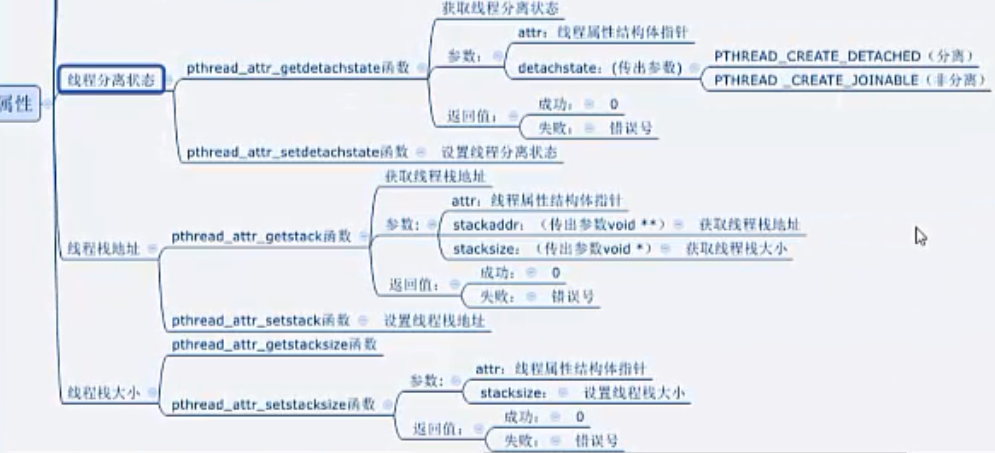 属性
线程分离状态
pthread_attr_getdetachstate函数
获取线程分离状态
参数：
attr：线程属性结构体指针
detachstate：(传出参数)
PTHREAD_CREATE_DETACHED（分离）
PTHREAD _CREATE_JOINABLE（非分离）
返回值：
成功： 0
失败： 错误号
pthread_attr_setdetachstate函数 设置线程分离状态
线程栈地址
pthread_attr_getstack函数
获取线程栈地址
参数：
attr：线程属性结构体指针
stackaddr：（传出参数void **） 获取线程栈地址
stacksize：（传出参数void *） 获取线程栈大小
返回值：
成功： 0
失败： 错误号
pthread_attr_setstack函数 设置线程栈地址
线程栈大小
pthread_attr_getstacksize函数
pthread_attr_setstacksize函数
参数：
attr：线程属性结构体指针
stacksize： 设置线程栈大小
返回值：
成功： 0
失败： 错误号